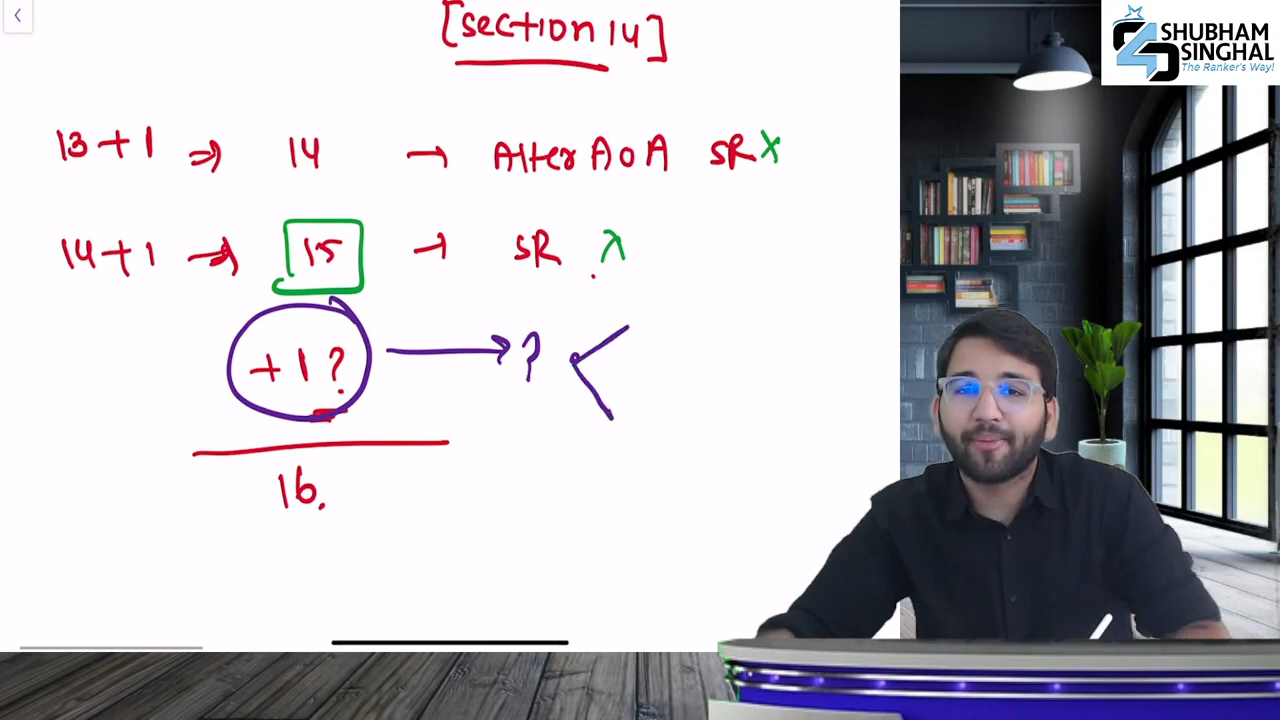 [Section 14]
SHUBHAM
SINGHAL
The Ranker's Way!
13+1 ⇒ 14 → Alter AOA SR X
14+1 ⇒ 15 → SR X
+1 ? → ?
16.